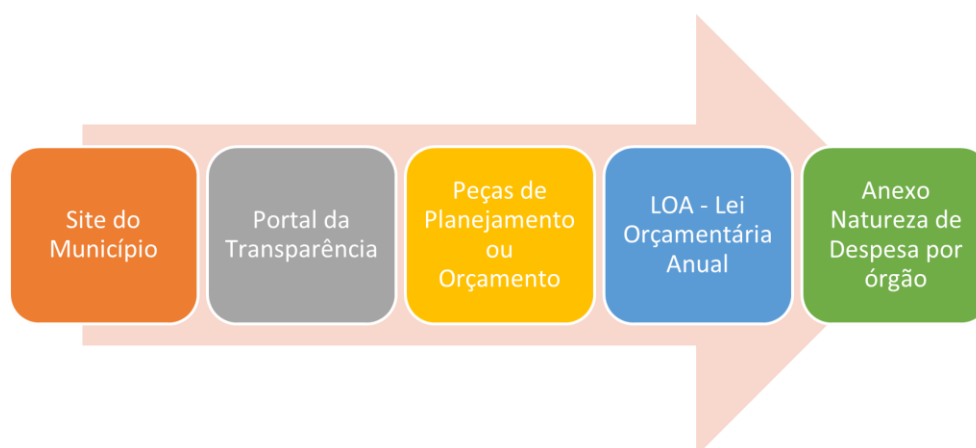 Site do
Município
Portal da
Transparência
Peças de
Planejamento
ou
Orçamento
LOA - Lei
Orçamentária
Anual
Anexo
Natureza de
Despesa por
órgão